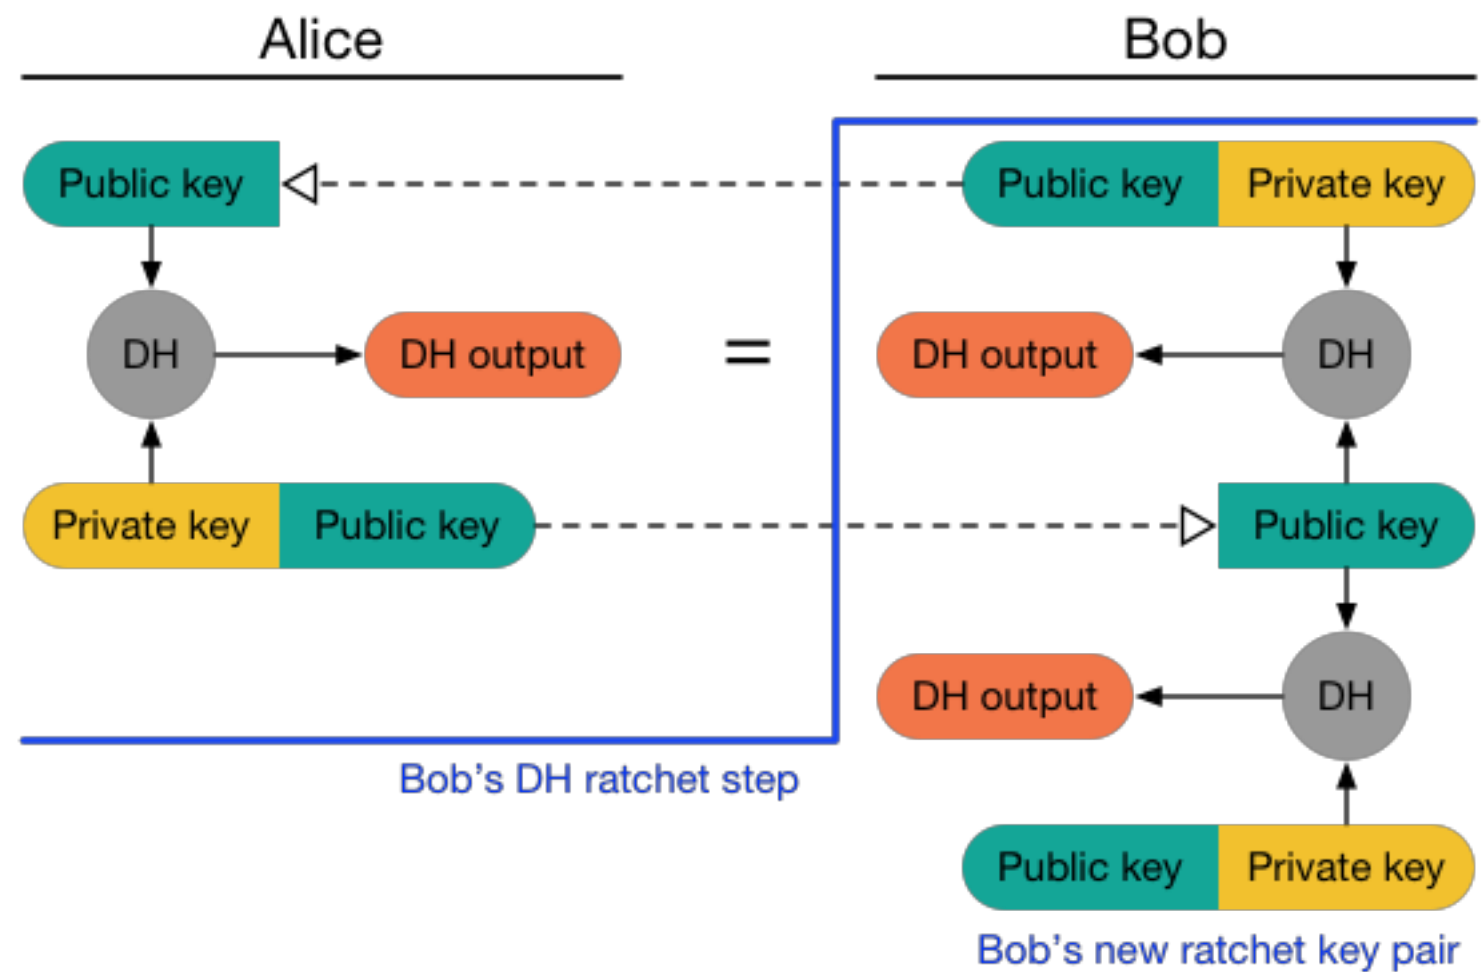 Alice
Bob
Public key
Public key
Private key
DH
DH output
=
DH output
DH
Private key
Public key
Public key
DH output
DH
Bob's DH ratchet step
Public key
Private key
Bob's new ratchet key pair